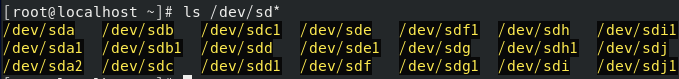 [root@localhost ~]# ls /dev/sd*
/dev/sda /dev/sdb /dev/sdc1 /dev/sde /dev/sdf1 /dev/sdh /dev/sdi1
/dev/sda1 /dev/sdb1 /dev/sdd /dev/sde1 /dev/sdg /dev/sdh1 /dev/sdj
/dev/sda2 /dev/sdc /dev/sdd1 /dev/sdf /dev/sdg1 /dev/sdi /dev/sdj1